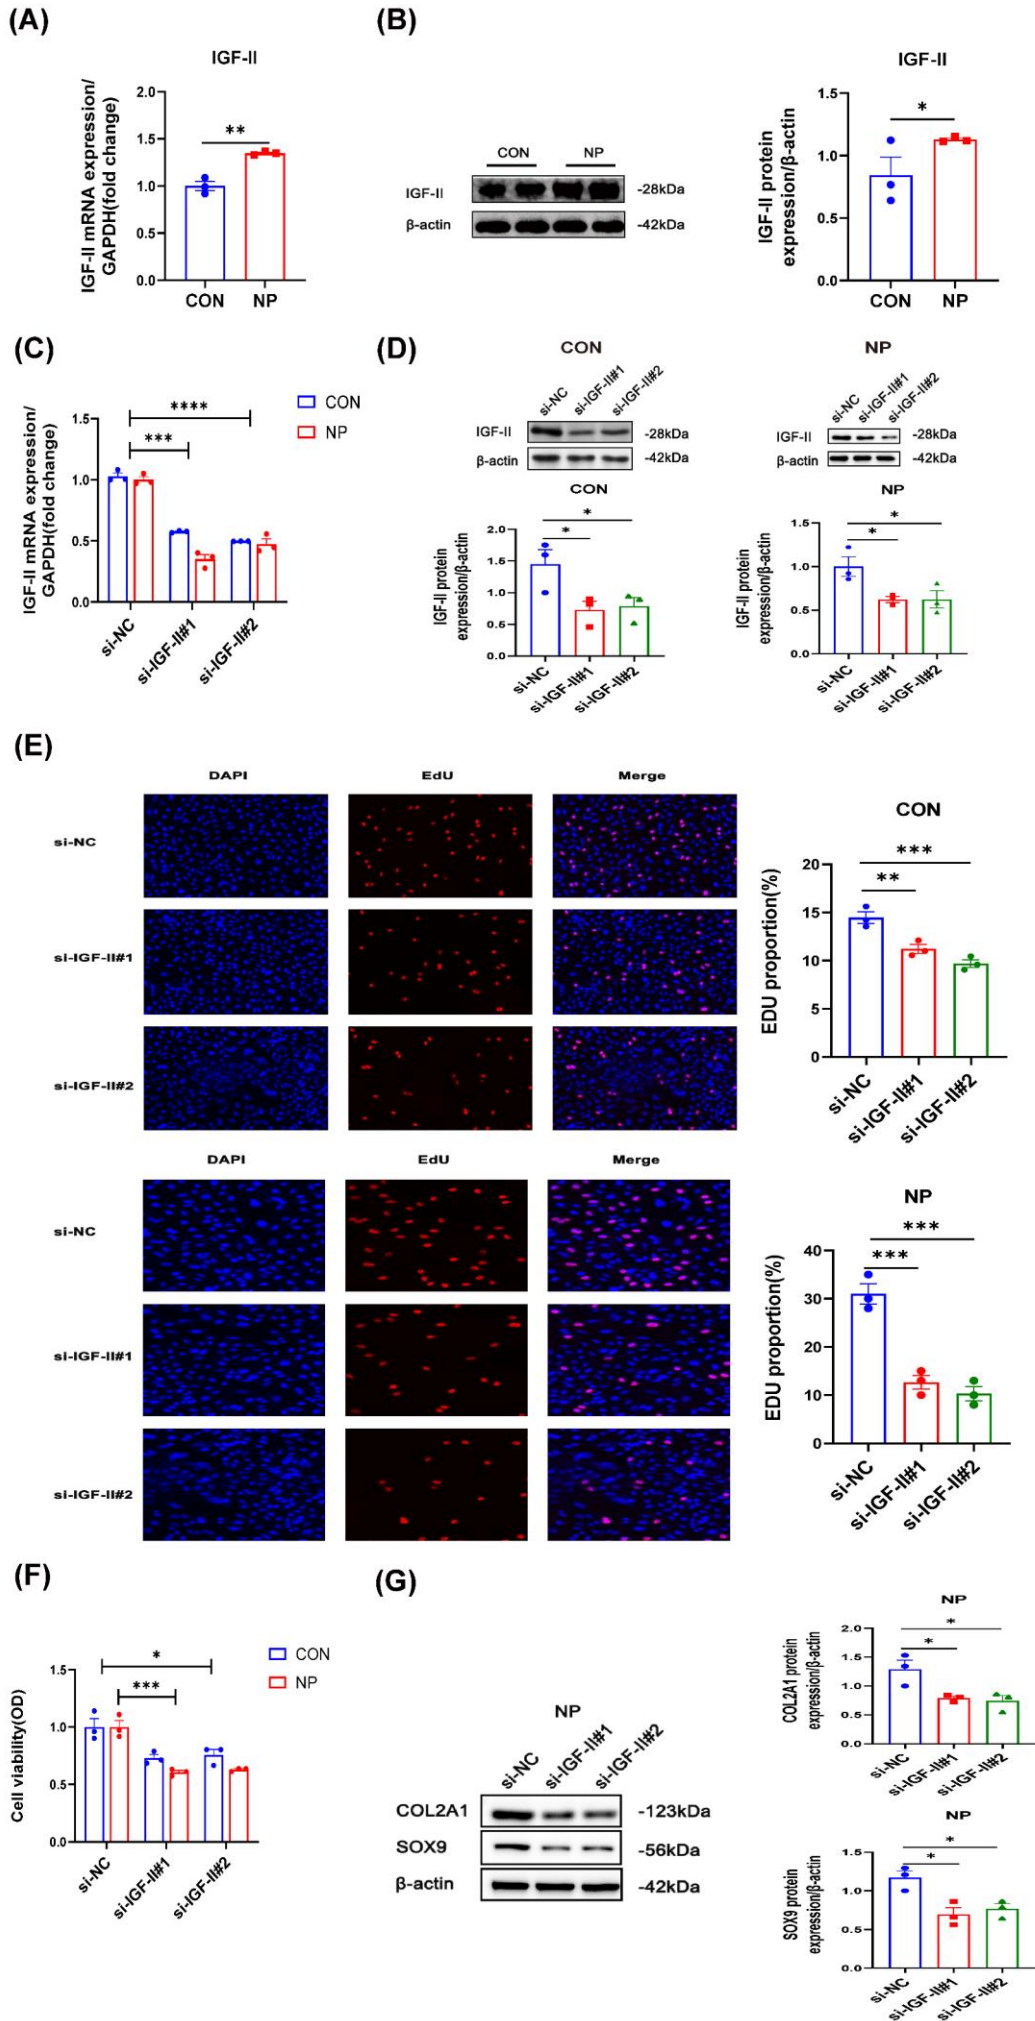 (A)
IGF-II
IGF-II mRNA expression/
GAPDH(fold change)
2.0
1.5
1.0
0.5
0.0
**
CON NP
(B)
CON NP
IGF-II -28kDa
β-actin -42kDa
IGF-II
IGF-II protein
expression/β-actin
1.5
1.0
0.5
0.0
*
CON NP
(C)
IGF-II mRNA expression/
GAPDH(fold change)
1.5
1.0
0.5
0.0
****
***
CON
NP
si-NC si-IGF-II#1 si-IGF-II#2
(D)
CON
si-NC si-IGF-II#1 si-IGF-II#2
IGF-II -28kDa
β-actin -42kDa
CON
IGF-II protein
expression/β-actin
2.0
1.5
1.0
0.5
0.0
*
*
si-NC si-IGF-II#1 si-IGF-II#2
NP
si-NC si-IGF-II#1 si-IGF-II#2
IGF-II -28kDa
β-actin -42kDa
NP
IGF-II protein
expression/β-actin
1.5
1.0
0.5
0.0
*
*
si-NC si-IGF-II#1 si-IGF-II#2
(E)
DAPI EdU Merge
si-NC
si-IGF-II#1
si-IGF-II#2
CON
EDU proportion(%)
20
15
10
5
0
***
**
si-NC si-IGF-II#1 si-IGF-II#2
DAPI EdU Merge
si-NC
si-IGF-II#1
si-IGF-II#2
NP
EDU proportion(%)
40
30
20
10
0
***
***
si-NC si-IGF-II#1 si-IGF-II#2
(F)
Cell viability(OD)
1.5
1.0
0.5
0.0
*
***
CON
NP
si-NC si-IGF-II#1 si-IGF-II#2
(G)
NP
si-NC si-IGF-II#1 si-IGF-II#2
COL2A1 -123kDa
SOX9 -56kDa
β-actin -42kDa
NP
COL2A1 protein
expression/β-actin
2.0
1.5
1.0
0.5
0.0
*
*
si-NC si-IGF-II#1 si-IGF-II#2
NP
SOX9 protein
expression/β-actin
1.5
1.0
0.5
0.0
*
*
si-NC si-IGF-II#1 si-IGF-II#2